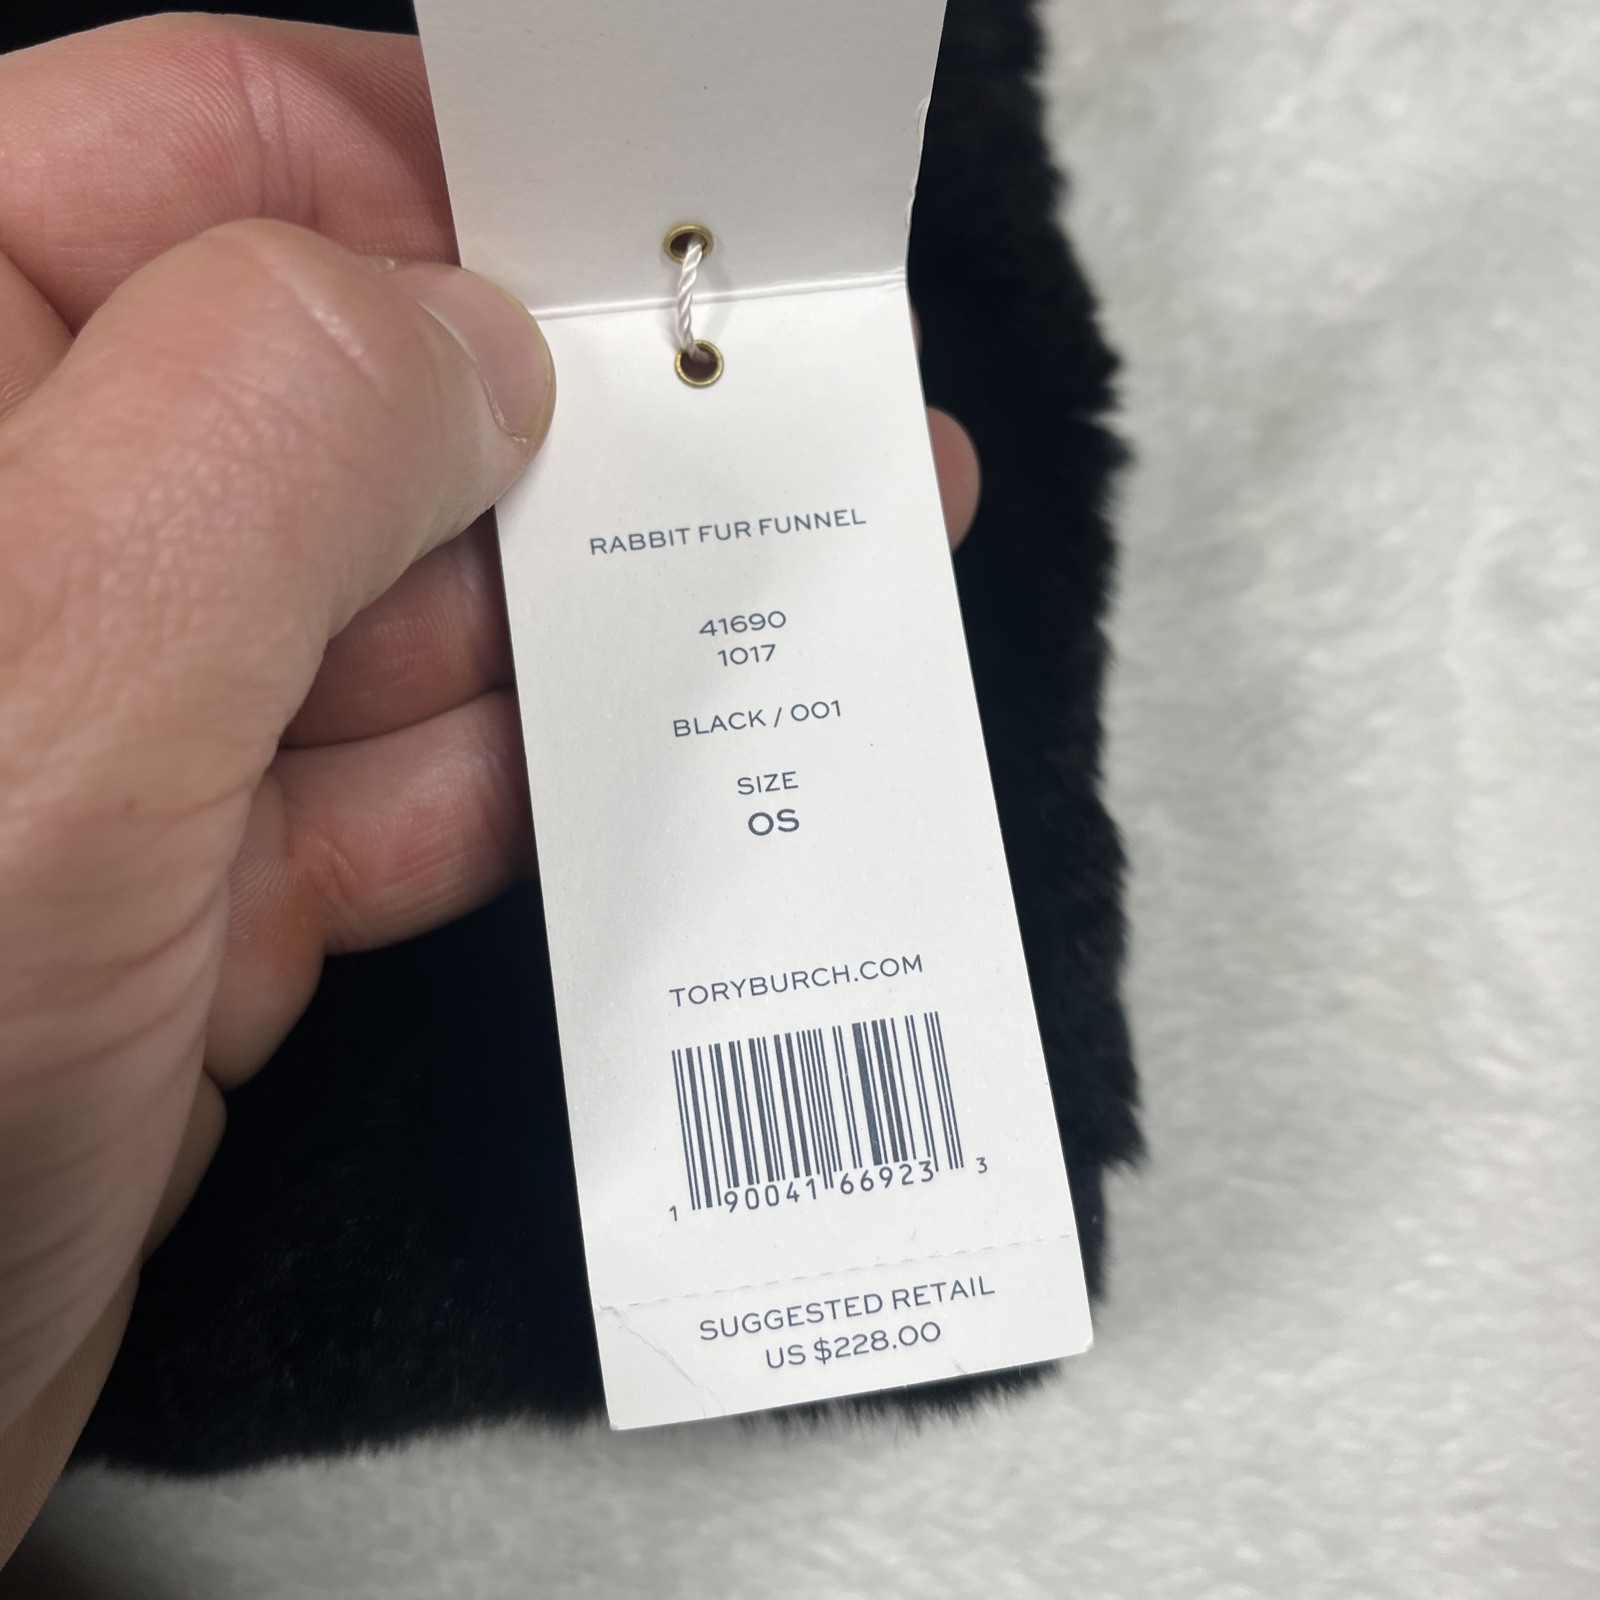 RABBIT FUR FUNNEL
41690
1017
BLACK / 001
SIZE
OS
TORYBURCH.COM
1 90041 66923 3
SUGGESTED RETAIL
US $228.00